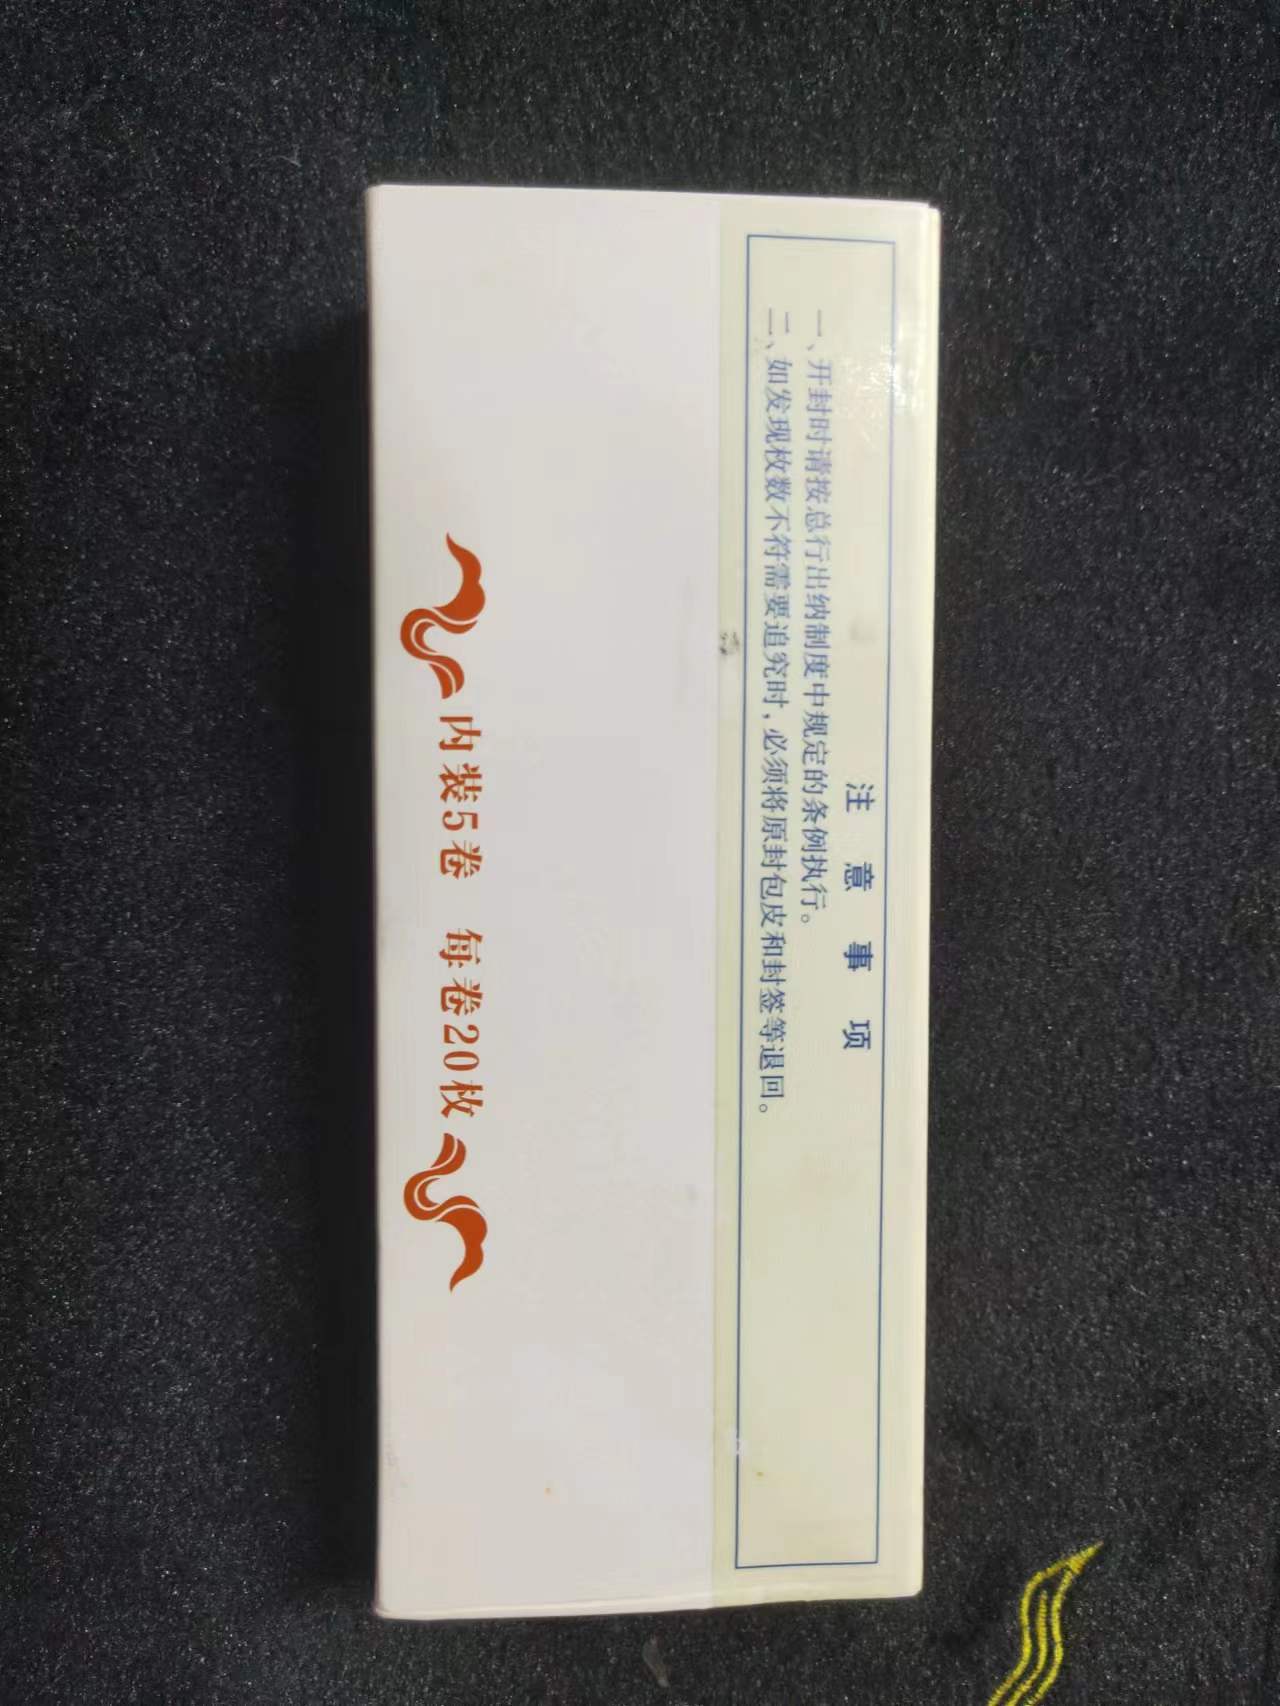 注意事项
一、开封时请按总行出纳制度中规定的条例执行。
二、如发现枚数不符需要追究时，必须将原封包皮和封签等退回。
内装5卷 每卷20枚